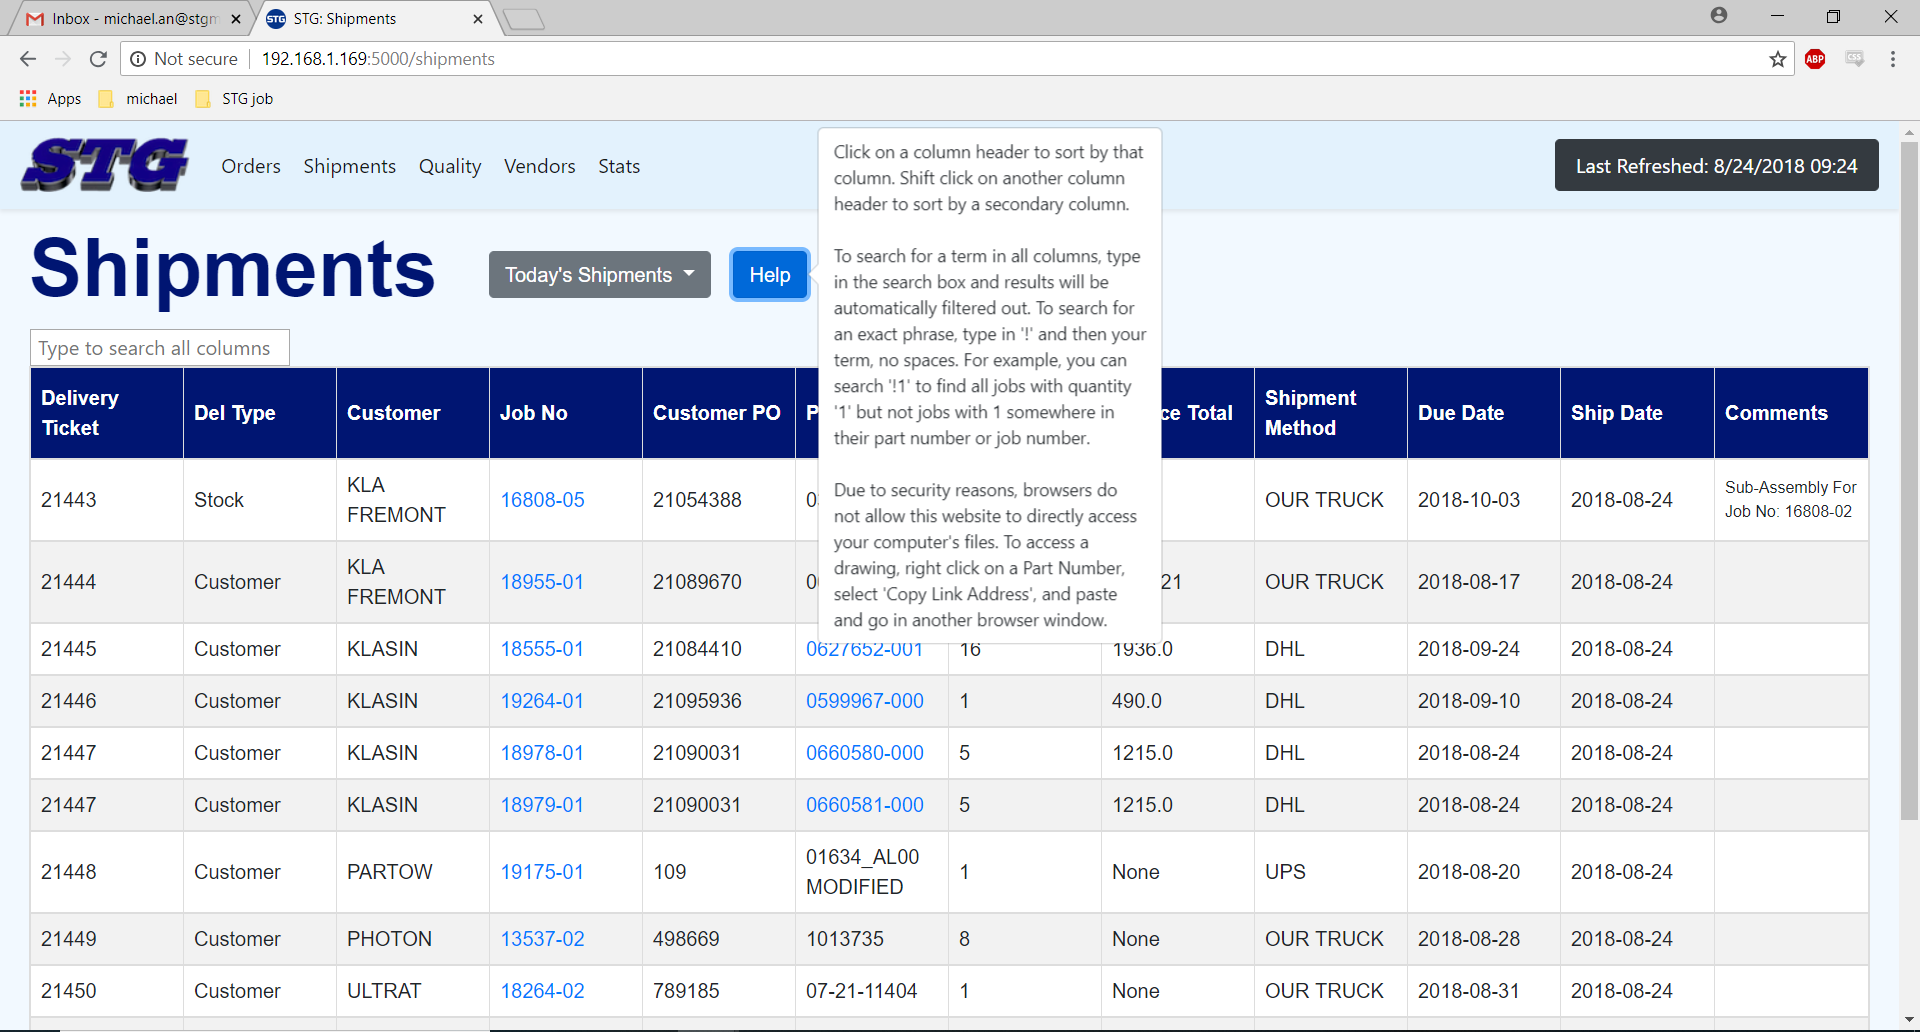 Inbox - michael.an@stgm
STG: Shipments
Not secure
192.168.1.169:5000/shipments
ABP
CSS
Apps
michael
STG job
STG
Orders
Shipments
Quality
Vendors
Stats
Last Refreshed: 8/24/2018 09:24
Shipments
Today's Shipments
Help
Click on a column header to sort by that
column. Shift click on another column
header to sort by a secondary column.
To search for a term in all columns, type
in the search box and results will be
automatically filtered out. To search for
an exact phrase, type in '!' and then your
term, no spaces. For example, you can
search '!1' to find all jobs with quantity
'1' but not jobs with 1 somewhere in
their part number or job number.
Due to security reasons, browsers do
not allow this website to directly access
your computer's files. To access a
drawing, right click on a Part Number,
select 'Copy Link Address', and paste
and go in another browser window.
Type to search all columns
Delivery Ticket Del Type Customer Job No Customer PO P ce Total Shipment Method Due Date Ship Date Comments
21443 Stock KLA FREMONT 16808-05 21054388 OUR TRUCK 2018-10-03 2018-08-24 Sub-Assembly For Job No: 16808-02
21444 Customer KLA FREMONT 18955-01 21089670 21 OUR TRUCK 2018-08-17 2018-08-24
21445 Customer KLASIN 18555-01 21084410 0627652-001 16 1936.0 DHL 2018-09-24 2018-08-24
21446 Customer KLASIN 19264-01 21095936 0599967-000 1 490.0 DHL 2018-09-10 2018-08-24
21447 Customer KLASIN 18978-01 21090031 0660580-000 5 1215.0 DHL 2018-08-24 2018-08-24
21447 Customer KLASIN 18979-01 21090031 0660581-000 5 1215.0 DHL 2018-08-24 2018-08-24
21448 Customer PARTOW 19175-01 109 01634_AL00 MODIFIED 1 None UPS 2018-08-20 2018-08-24
21449 Customer PHOTON 13537-02 498669 1013735 8 None OUR TRUCK 2018-08-28 2018-08-24
21450 Customer ULTRAT 18264-02 789185 07-21-11404 1 None OUR TRUCK 2018-08-31 2018-08-24